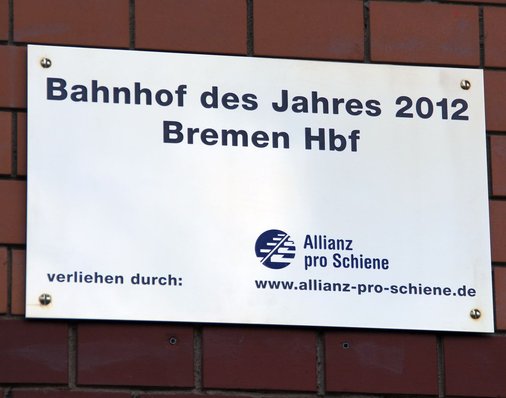 Bahnhof des Jahres 2012
Bremen Hbf
Allianz
pro Schiene
verliehen durch:
www.allianz-pro-schiene.de